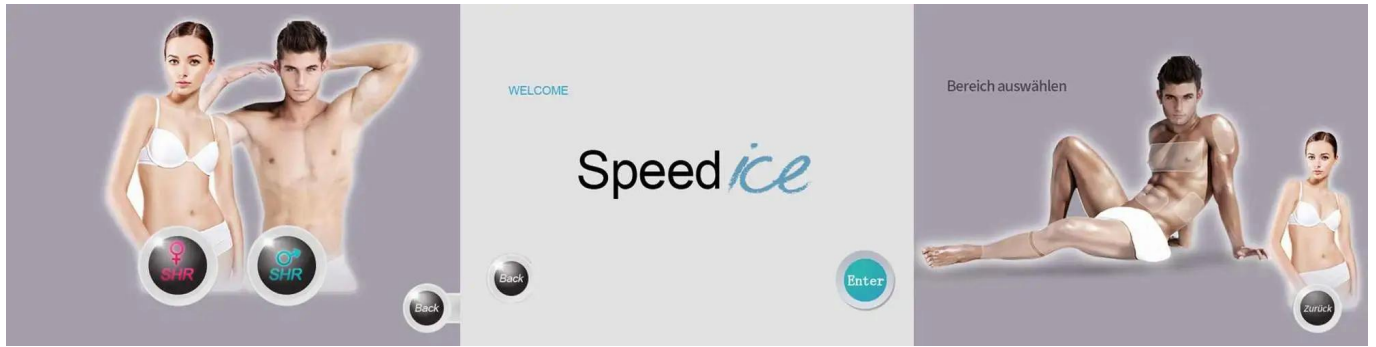 SHR
SHR
Back
WELCOME
Speed ice
Back
Enter
Bereich auswählen
Zurück